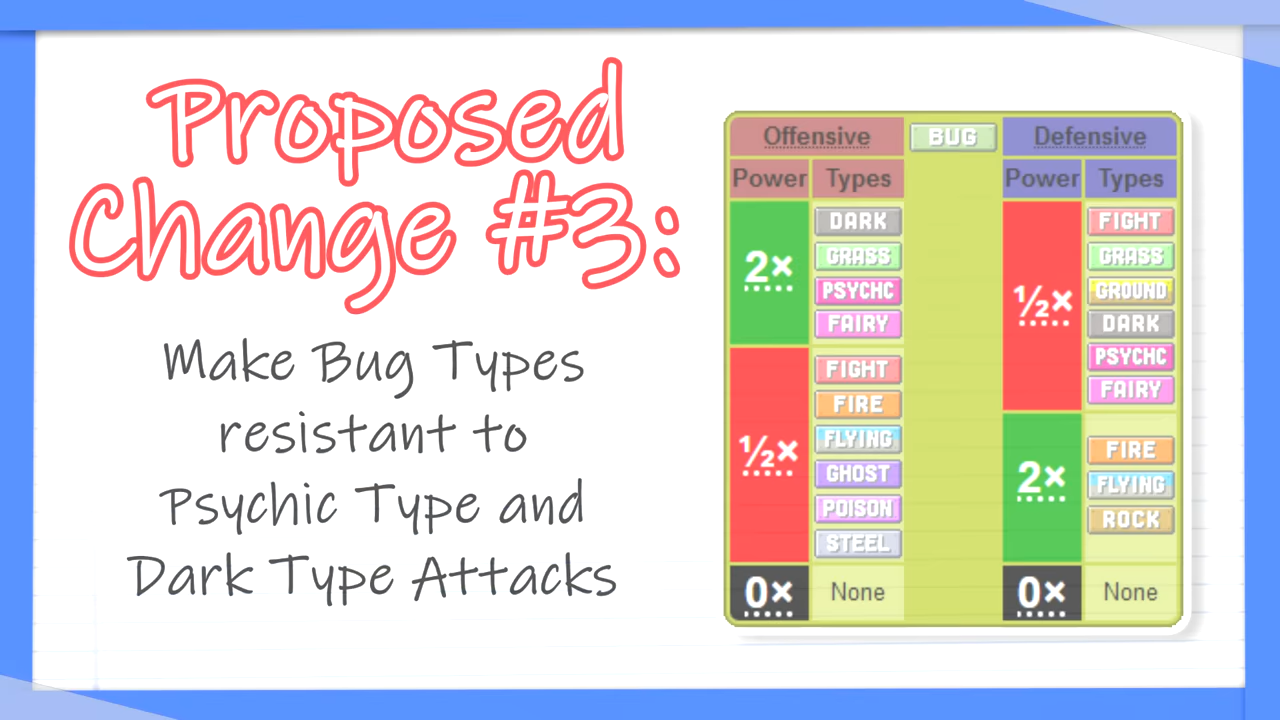 Proposed
Change #3:
Make Bug Types
resistant to
Psychic Type and
Dark Type Attacks
Offensive BUG Defensive
Power Types Power Types
2×
DARK
GRASS
PSYCHC
FAIRY
½×
FIGHT
FIRE
FLYING
GHOST
POISON
STEEL
0× None
½×
FIGHT
GRASS
GROUND
DARK
PSYCHC
FAIRY
2×
FIRE
FLYING
ROCK
0× None